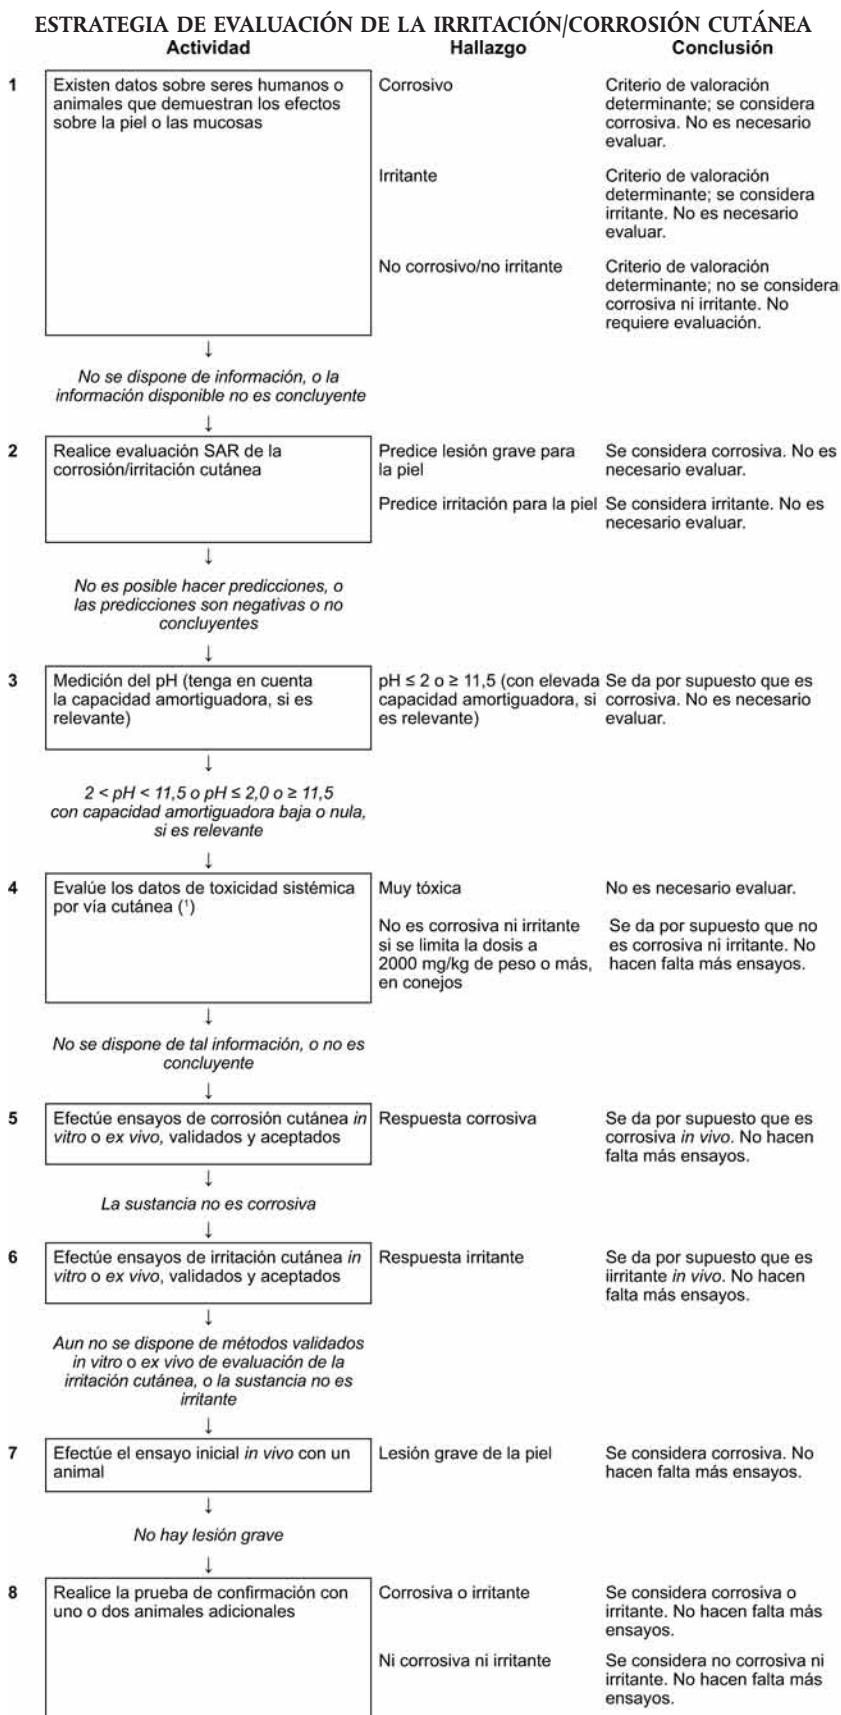 ESTRATEGIA DE EVALUACIÓN DE LA IRRITACIÓN/CORROSIÓN CUTÁNEA
Actividad Hallazgo Conclusión
1
Existen datos sobre seres humanos o
animales que demuestran los efectos
sobre la piel o las mucosas
Corrosivo
Criterio de valoración
determinante; se considera
corrosiva. No es necesario
evaluar.
Irritante
Criterio de valoración
determinante; se considera
irritante. No es necesario
evaluar.
No corrosivo/no irritante
Criterio de valoración
determinante; no se considera
corrosiva ni irritante. No
requiere evaluación.
↓
No se dispone de información, o la
información disponible no es concluyente
↓
2
Realice evaluación SAR de la
corrosión/irritación cutánea
Predice lesión grave para
la piel
Se considera corrosiva. No es
necesario evaluar.
Predice irritación para la piel
Se considera irritante. No es
necesario evaluar.
↓
No es posible hacer predicciones, o
las predicciones son negativas o no
concluyentes
↓
3
Medición del pH (tenga en cuenta
la capacidad amortiguadora, si es
relevante)
pH ≤ 2 o ≥ 11,5 (con elevada
capacidad amortiguadora, si
es relevante)
Se da por supuesto que es
corrosiva. No es necesario
evaluar.
↓
2 < pH < 11,5 o pH ≤ 2,0 o ≥ 11,5
con capacidad amortiguadora baja o nula,
si es relevante
↓
4
Evalúe los datos de toxicidad sistémica
por vía cutánea (¹)
Muy tóxica
No es necesario evaluar.
No es corrosiva ni irritante
si se limita la dosis a
2000 mg/kg de peso o más,
en conejos
Se da por supuesto que no
es corrosiva ni irritante. No
hacen falta más ensayos.
↓
No se dispone de tal información, o no es
concluyente
↓
5
Efectúe ensayos de corrosión cutánea in
vitro o ex vivo, validados y aceptados
Respuesta corrosiva
Se da por supuesto que es
corrosiva in vivo. No hacen
falta más ensayos.
↓
La sustancia no es corrosiva
↓
6
Efectúe ensayos de irritación cutánea in
vitro o ex vivo, validados y aceptados
Respuesta irritante
Se da por supuesto que es
iirritante in vivo. No hacen
falta más ensayos.
↓
Aun no se dispone de métodos validados
in vitro o ex vivo de evaluación de la
irritación cutánea, o la sustancia no es
irritante
↓
7
Efectúe el ensayo inicial in vivo con un
animal
Lesión grave de la piel
Se considera corrosiva. No
hacen falta más ensayos.
↓
No hay lesión grave
↓
8
Realice la prueba de confirmación con
uno o dos animales adicionales
Corrosiva o irritante
Se considera corrosiva o
irritante. No hacen falta más
ensayos.
Ni corrosiva ni irritante
Se considera no corrosiva ni
irritante. No hacen falta más
ensayos.